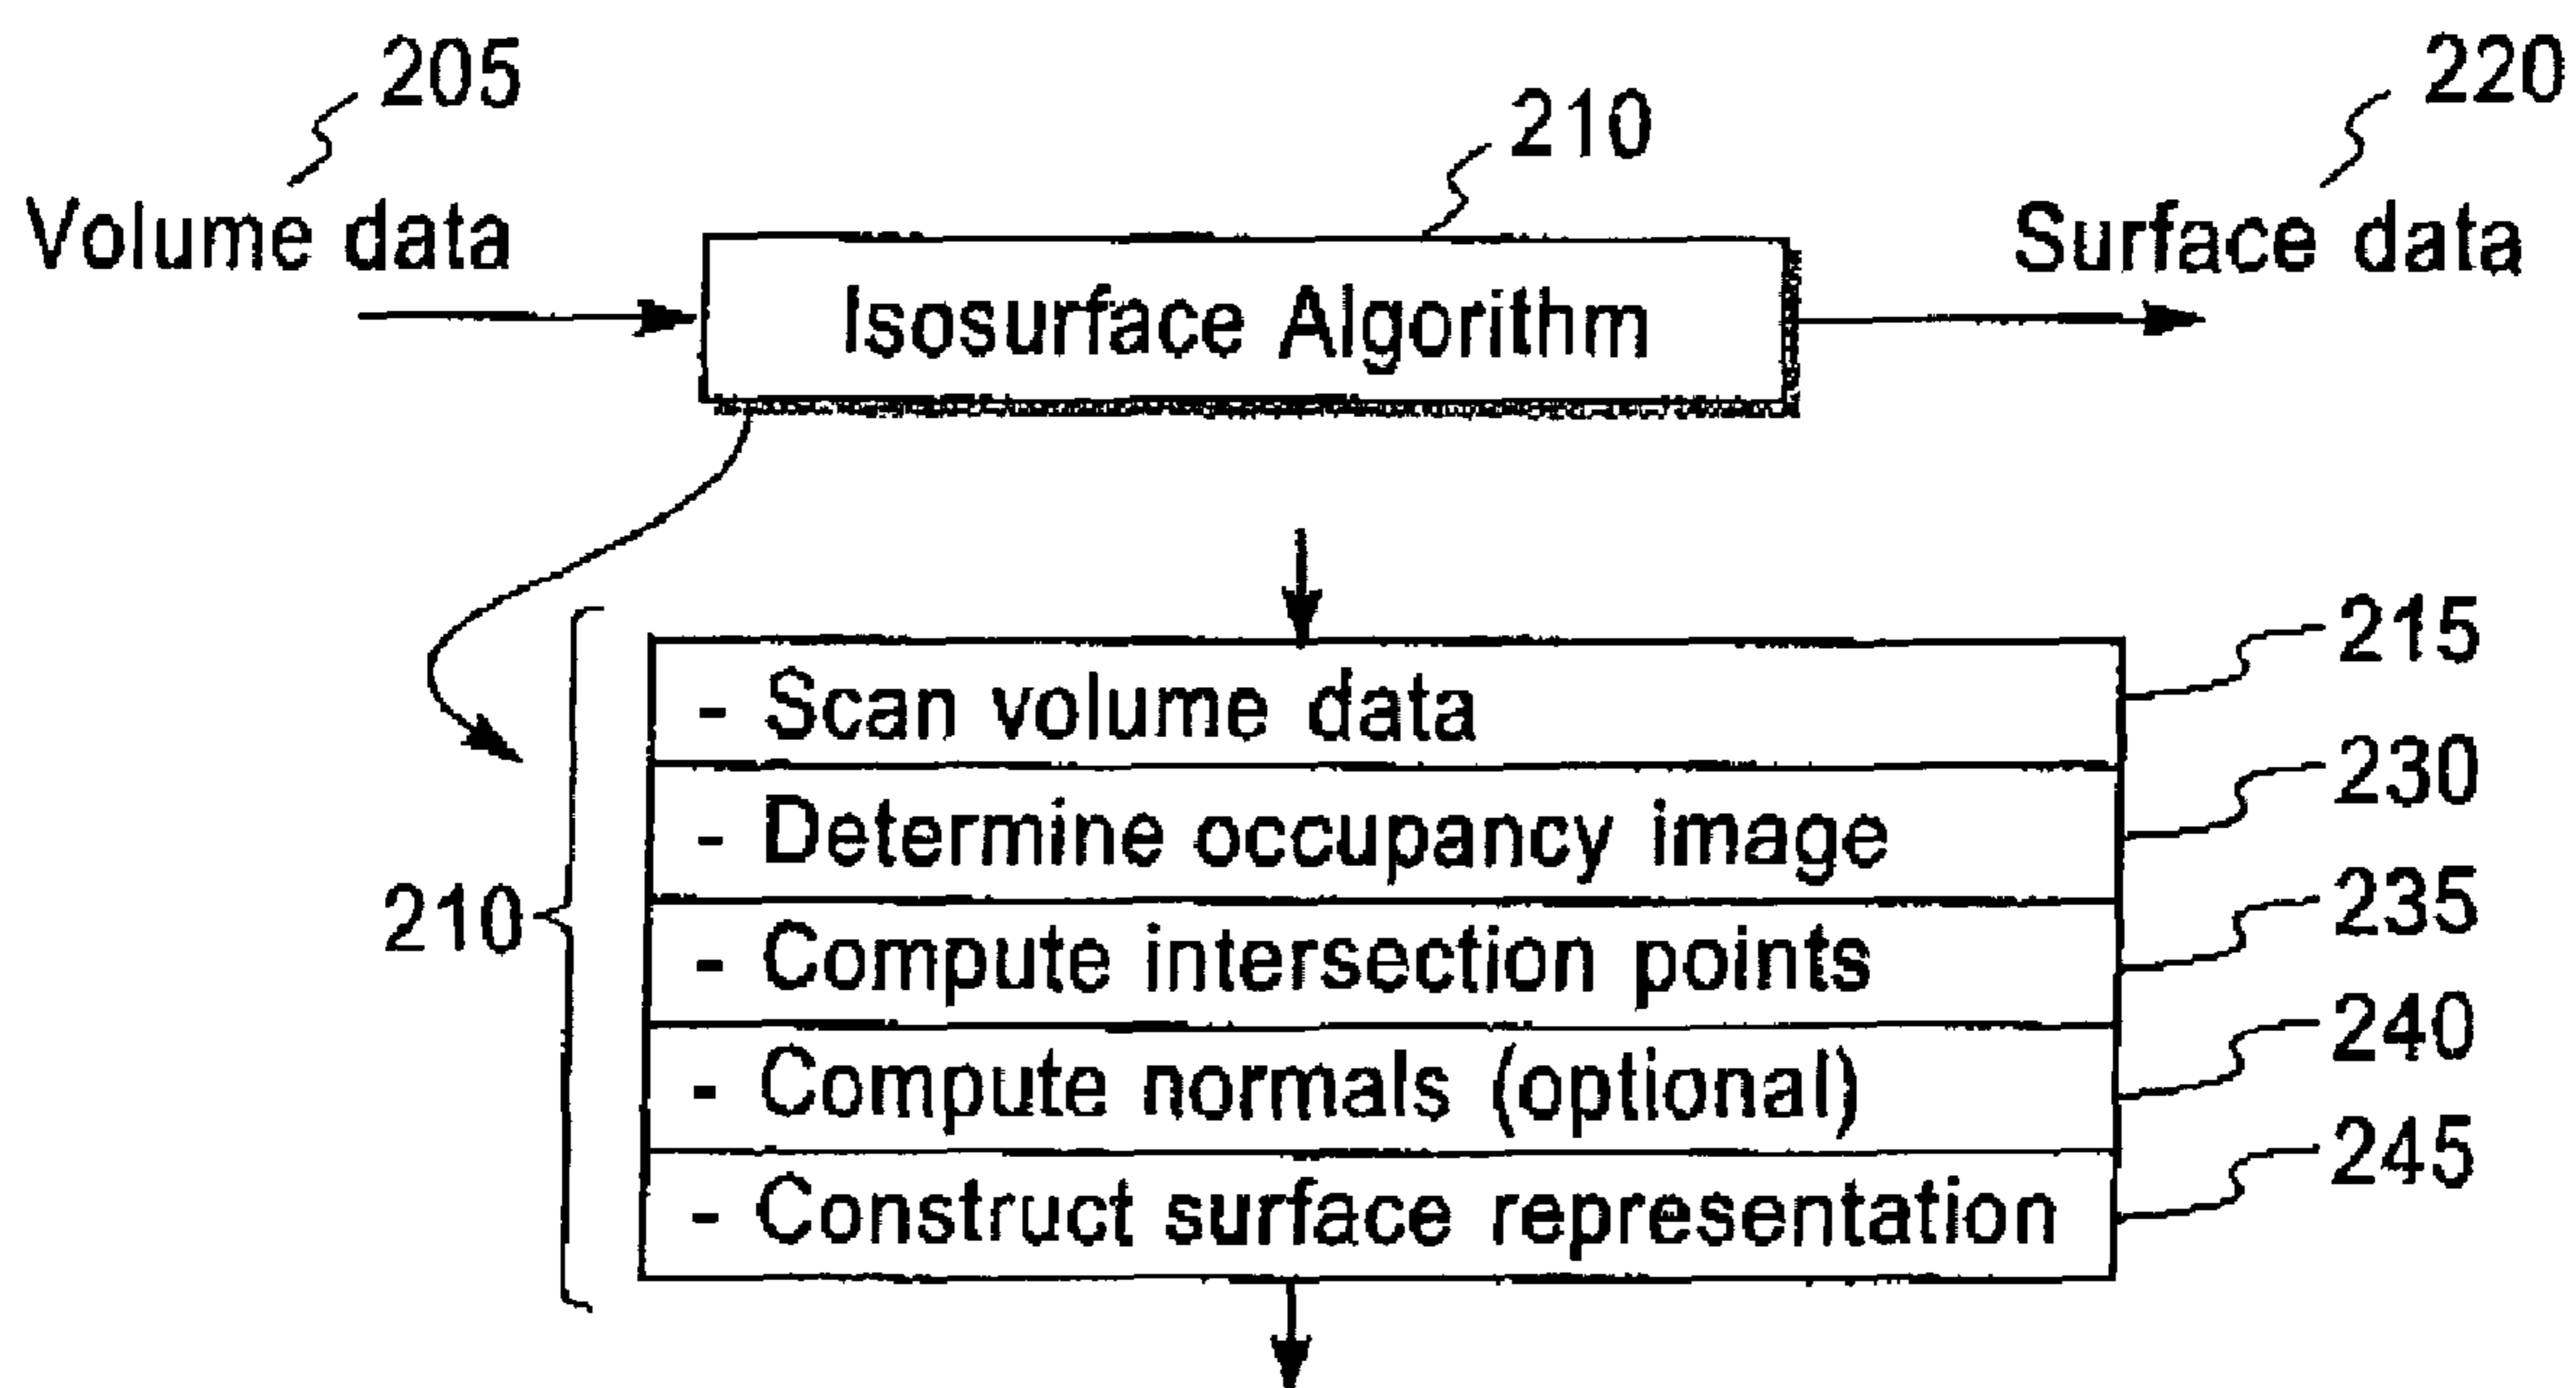 205
220
210
Volume data
Surface data
Isosurface Algorithm
215
- Scan volume data
230
- Determine occupancy image
210
235
- Compute intersection points
240
- Compute normals (optional)
245
- Construct surface representation